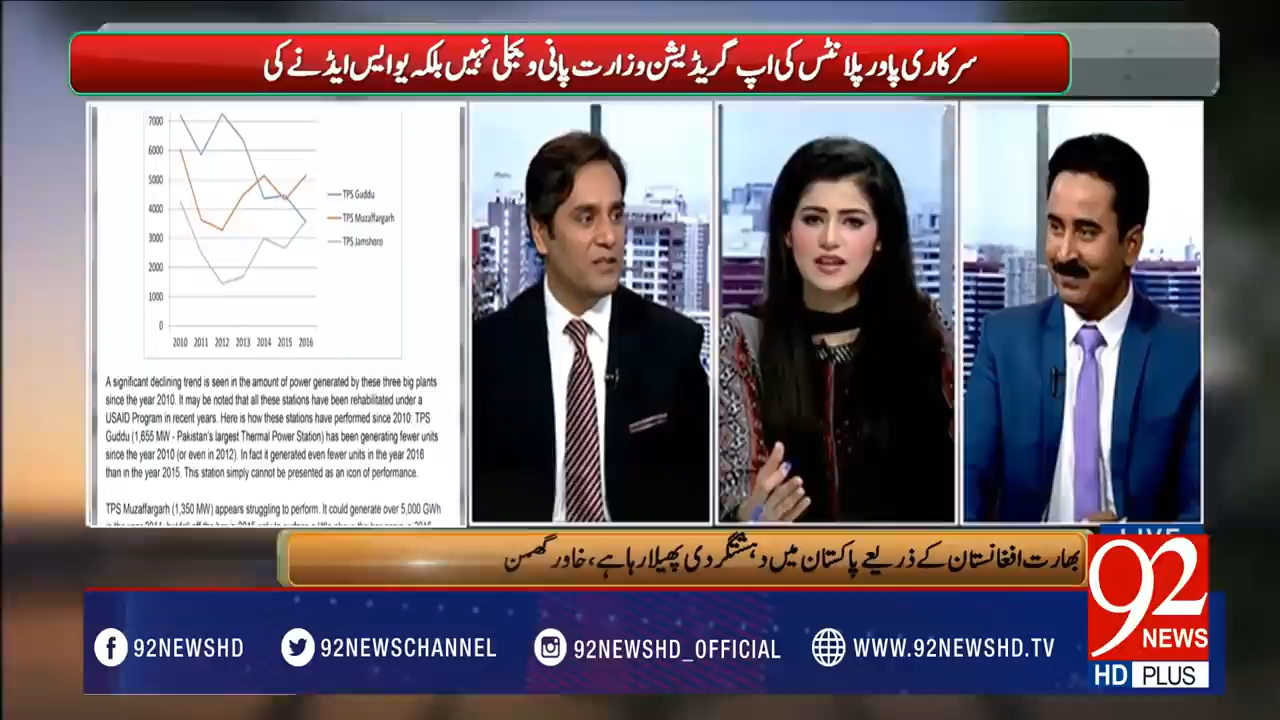 سرکاری پاور پلانٹس کی اپ گریڈیشن وزارت پانی و بجلی نہیں بلکہ یو ایس ایڈ نے کی
7000
6000
5000
4000
3000
2000
1000
0
2010 2011 2012 2013 2014 2015 2016
TPS Guddu
TPS Muzaffargarh
TPS Jamshoro
A significant declining trend is seen in the amount of power generated by these three big plants
since the year 2010. It may be noted that all these stations have been rehabilitated under a
USAID Program in recent years. Here is how these stations have performed since 2010: TPS
Guddu (1,655 MW - Pakistan's largest Thermal Power Station) has been generating fewer units
since the year 2010 (or even in 2012). In fact it generated even fewer units in the year 2016
than in the year 2015. This station simply cannot be presented as an icon of performance.
TPS Muzaffargarh (1,350 MW) appears struggling to perform. It could generate over 5,000 GWh
بھارت افغانستان کے ذریعے پاکستان میں دہشتگردی پھیلا رہا ہے، خاور گھمن
LIVE
92
NEWS
HD PLUS
92NEWSHD
92NEWSCHANNEL
92NEWSHD_OFFICIAL
WWW.92NEWSHD.TV